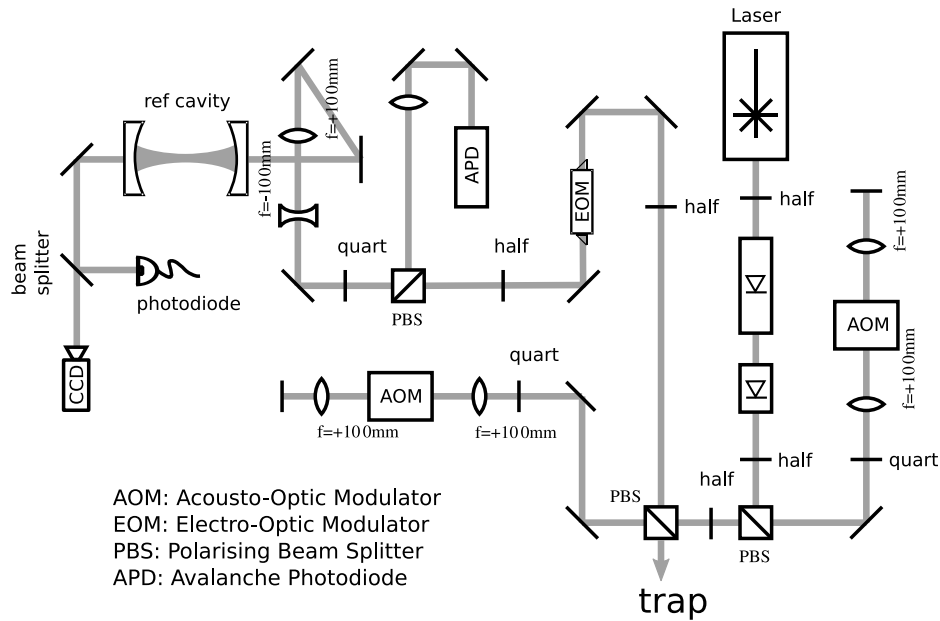 Laser
ref cavity
f=+100mm
f=-100mm
APD
EOM
half
half
f=+100mm
beam
splitter
photodiode
quart
PBS
half
AOM
CCD
quart
AOM
f=+100mm
f=+100mm
f=+100mm
half
half
quart
PBS
PBS
AOM: Acousto-Optic Modulator
EOM: Electro-Optic Modulator
PBS: Polarising Beam Splitter
APD: Avalanche Photodiode
trap